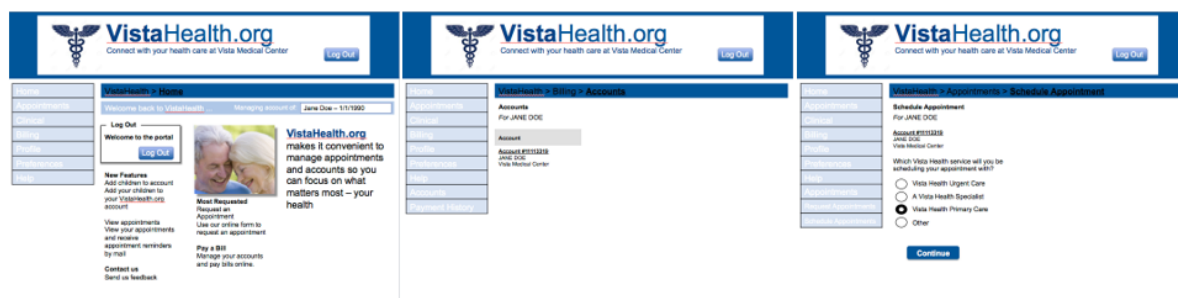 VistaHealth.org
Connect with your health care at Vista Medical Center
Log Out
Home
Appointments
Clinical
Billing
Profile
Preferences
Help
VistaHealth > Home
Welcome back to VistaHealth ...
Managing account of:
Jane Doe – 1/1/1990
Log Out
Welcome to the portal
Log Out
New Features
Add children to account
Add your children to
your VistaHealth.org
account
View appointments
View your appointments
and receive
appointment reminders
by mail
Contact us
Send us feedback
Most Requested
Request an
Appointment
Use our online form to
request an appointment
Pay a Bill
Manage your accounts
and pay bills online.
VistaHealth.org
makes it convenient to
manage appointments
and accounts so you
can focus on what
matters most – your
health
VistaHealth.org
Connect with your health care at Vista Medical Center
Log Out
Home
Appointments
Clinical
Billing
Profile
Preferences
Help
Accounts
Payment History
VistaHealth > Billing > Accounts
Accounts
For JANE DOE
Account
JANE DOE
Vista Medical Center
VistaHealth.org
Connect with your health care at Vista Medical Center
Log Out
Home
Appointments
Clinical
Billing
Profile
Preferences
Help
Appointments
Request Appointments
Schedule Appointments
VistaHealth > Appointments > Schedule Appointment
Schedule Appointment
For JANE DOE
JANE DOE
Vista Medical Center
Which Vista Health service will you be
scheduling your appointment with?
Vista Health Urgent Care
A Vista Health Specialist
Vista Health Primary Care
Other
Continue